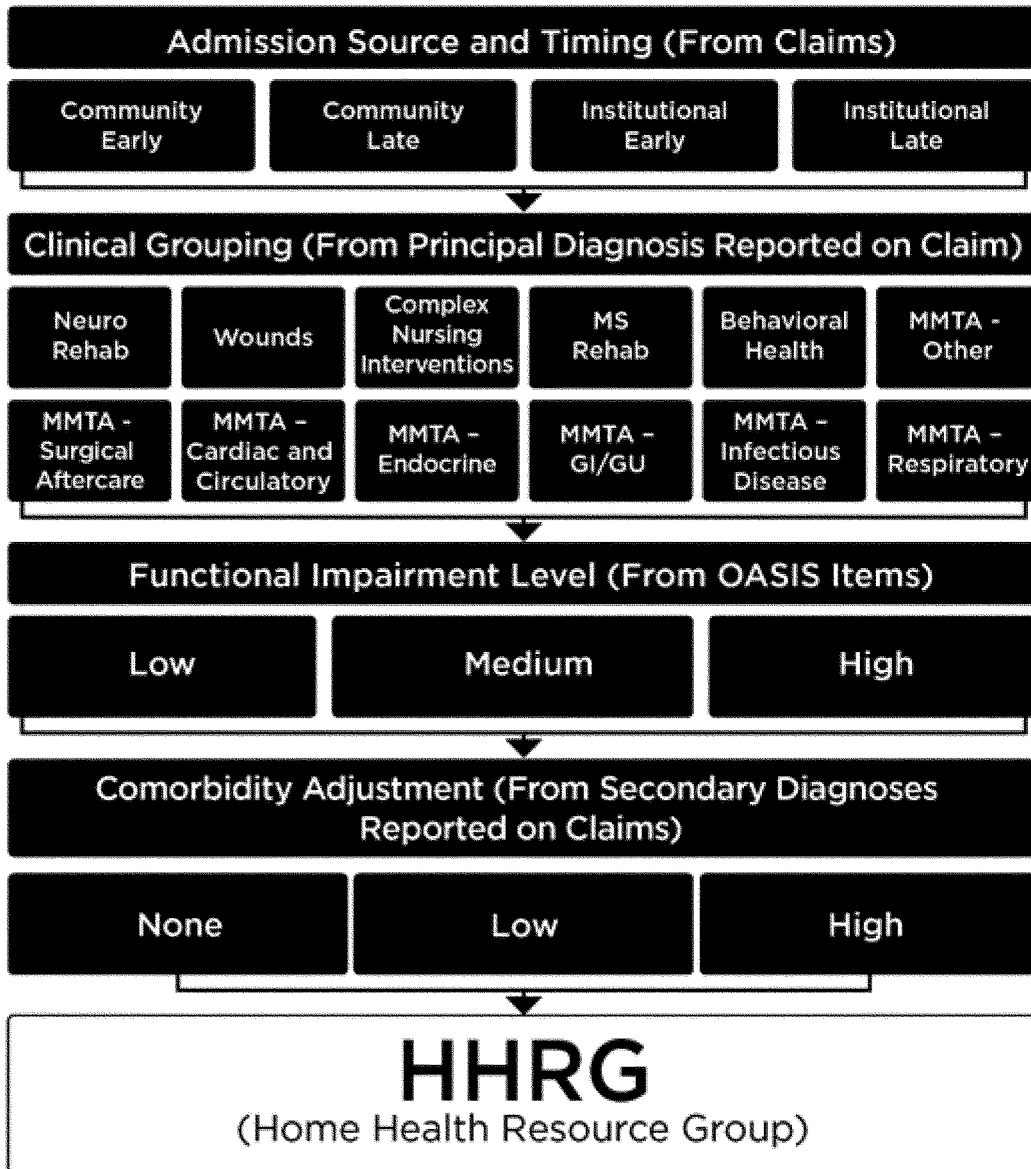 Admission Source and Timing (From Claims)
Community
Early
Community
Late
Institutional
Early
Institutional
Late
Clinical Grouping (From Principal Diagnosis Reported on Claim)
Neuro
Rehab
Wounds
Complex
Nursing
Interventions
MS
Rehab
Behavioral
Health
MMTA -
Other
MMTA -
Surgical
Aftercare
MMTA –
Cardiac and
Circulatory
MMTA –
Endocrine
MMTA –
GI/GU
MMTA –
Infectious
Disease
MMTA –
Respiratory
Functional Impairment Level (From OASIS Items)
Low
Medium
High
Comorbidity Adjustment (From Secondary Diagnoses
Reported on Claims)
None
Low
High
HHRG
(Home Health Resource Group)